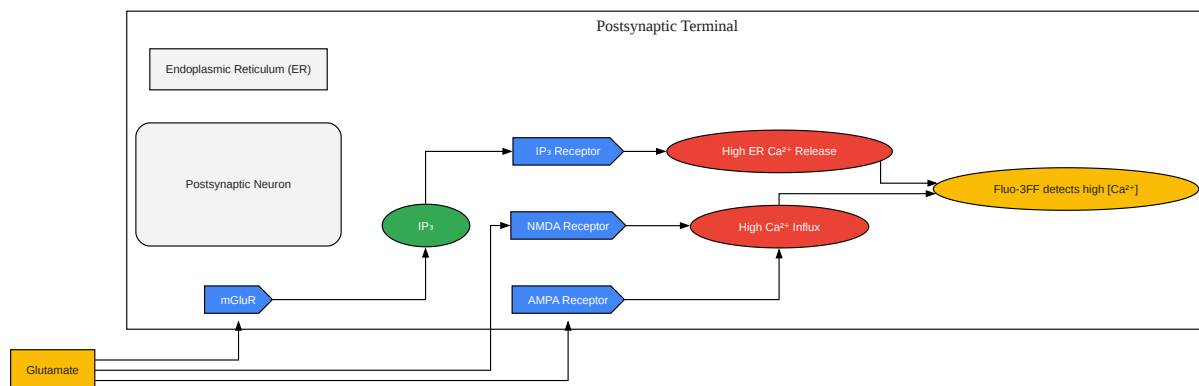 Postsynaptic Terminal
Endoplasmic Reticulum (ER)
IP₃ Receptor
High ER Ca²⁺ Release
Postsynaptic Neuron
Fluo-3FF detects high [Ca²⁺]
IP₃
NMDA Receptor
High Ca²⁺ Influx
mGluR
AMPA Receptor
Glutamate